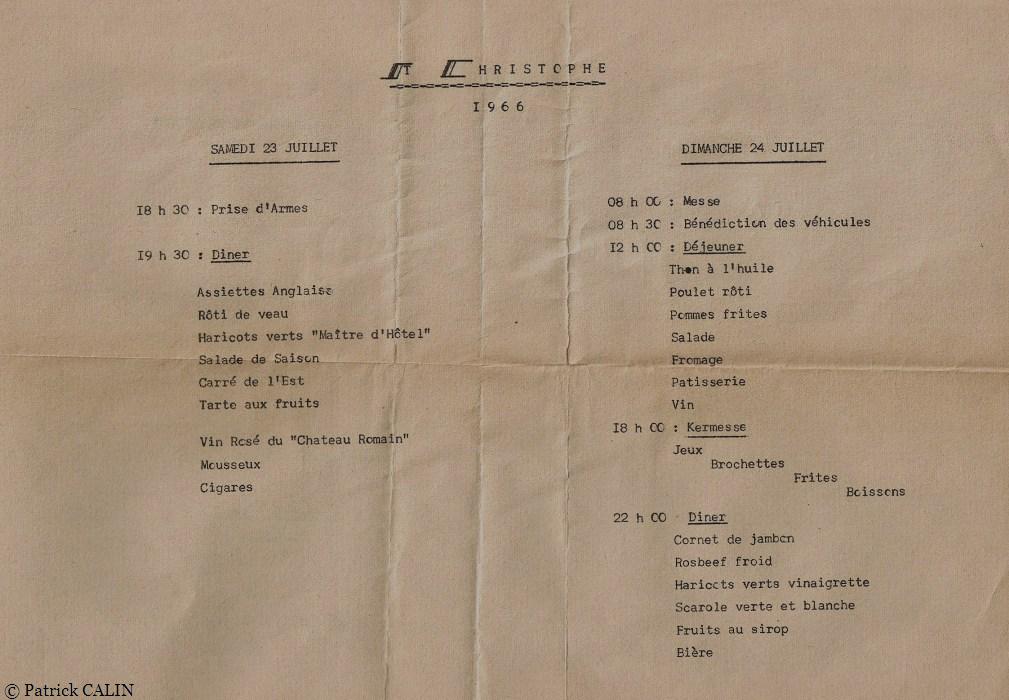 St CHRISTOPHE
1966
SAMEDI 23 JUILLET
18 h 30 : Prise d'Armes
19 h 30 : Diner
Assiettes Anglaise
Rôti de veau
Haricots verts "Maître d'Hôtel"
Salade de Saison
Carré de l'Est
Tarte aux fruits
Vin Rosé du "Chateau Romain"
Mousseux
Cigares
DIMANCHE 24 JUILLET
08 h 00 : Messe
08 h 30 : Bénédiction des véhicules
12 h 00 : Déjeuner
Thon à l'huile
Poulet rôti
Pommes frites
Salade
Fromage
Patisserie
Vin
18 h 00 : Kermesse
Jeux
Brochettes
Frites
Boissons
22 h 00 Diner
Cornet de jambon
Rosbeef froid
Haricots verts vinaigrette
Scarole verte et blanche
Fruits au sirop
Bière
© Patrick CALIN